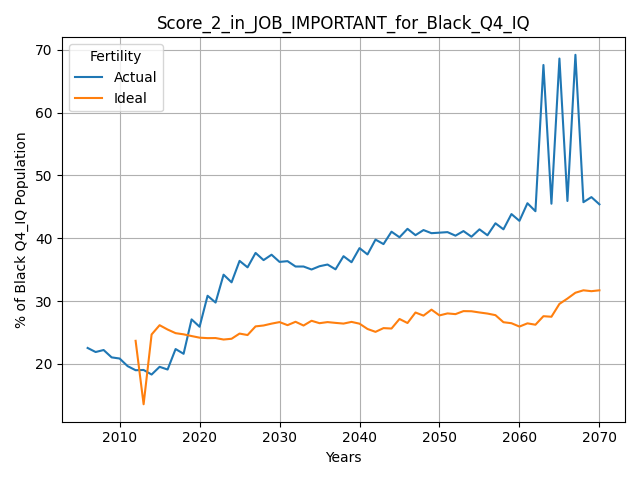 Score_2_in_JOB_IMPORTANT_for_Black_Q4_IQ
Fertility
Actual
Ideal
% of Black Q4_IQ Population
70
60
50
40
30
20
2010
2020
2030
2040
2050
2060
2070
Years